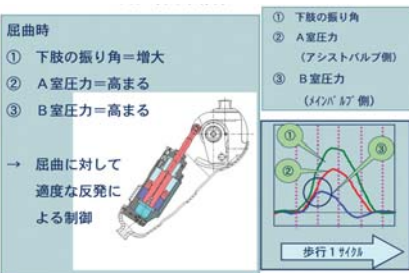 屈曲時
① 下肢の振り角＝増大
② A室圧力＝高まる
③ B室圧力＝高まる
→ 屈曲に対して
適度な反発に
よる制御
① 下肢の振り角
② A室圧力
（アシストバルブ側）
③ B室圧力
（ﾒｲﾝﾊﾞﾙﾌﾞ側）
①
②
③
歩行１ｻｲｸﾙ